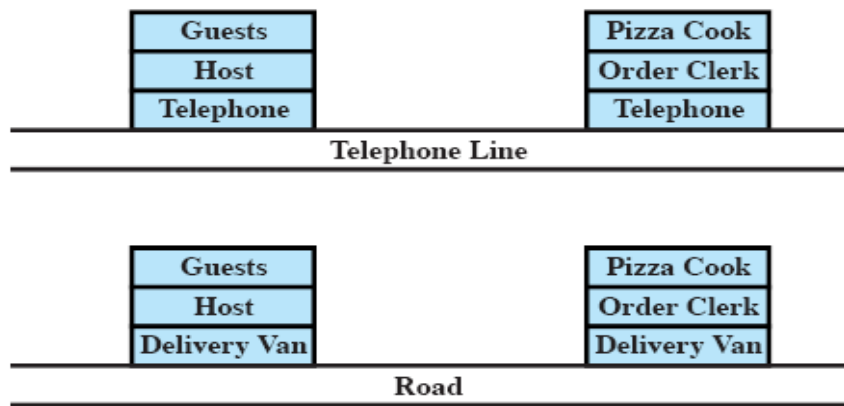 Guests
Host
Telephone
Pizza Cook
Order Clerk
Telephone
Telephone Line
Guests
Host
Delivery Van
Pizza Cook
Order Clerk
Delivery Van
Road